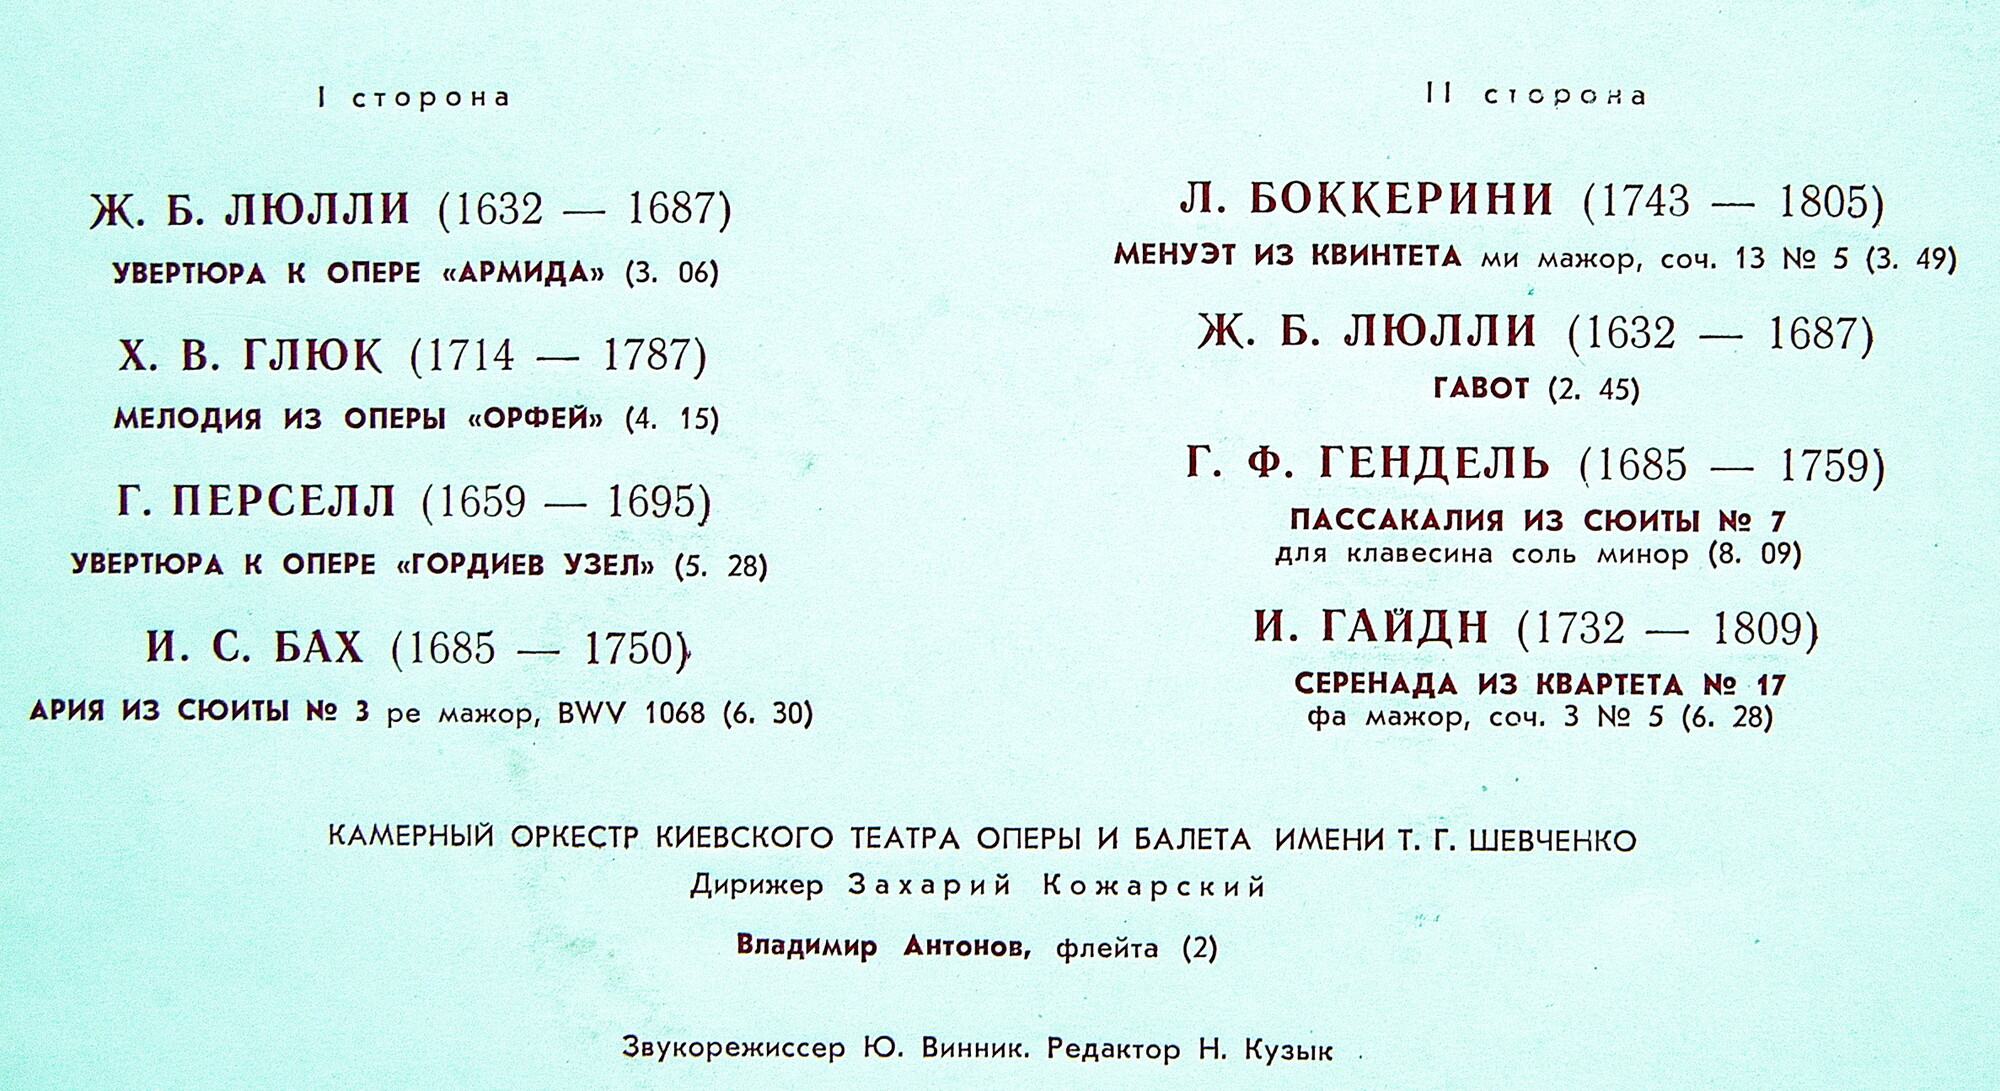 I сторона
Ж. Б. ЛЮЛЛИ (1632 — 1687)
УВЕРТЮРА К ОПЕРЕ «АРМИДА» (3. 06)
Х. В. ГЛЮК (1714 — 1787)
МЕЛОДИЯ ИЗ ОПЕРЫ «ОРФЕЙ» (4. 15)
Г. ПЕРСЕЛЛ (1659 — 1695)
УВЕРТЮРА К ОПЕРЕ «ГОРДИЕВ УЗЕЛ» (5. 28)
И. С. БАХ (1685 — 1750)
АРИЯ ИЗ СЮИТЫ № 3 ре мажор, BWV 1068 (6. 30)
II сторона
Л. БОККЕРИНИ (1743 — 1805)
МЕНУЭТ ИЗ КВИНТЕТА ми мажор, соч. 13 № 5 (3. 49)
Ж. Б. ЛЮЛЛИ (1632 — 1687)
ГАВОТ (2. 45)
Г. Ф. ГЕНДЕЛЬ (1685 — 1759)
ПАССАКАЛИЯ ИЗ СЮИТЫ № 7
для клавесина соль минор (8. 09)
И. ГАЙДН (1732 — 1809)
СЕРЕНАДА ИЗ КВАРТЕТА № 17
фа мажор, соч. 3 № 5 (6. 28)
КАМЕРНЫЙ ОРКЕСТР КИЕВСКОГО ТЕАТРА ОПЕРЫ И БАЛЕТА ИМЕНИ Т. Г. ШЕВЧЕНКО
Дирижер Захарий Кожарский
Владимир Антонов, флейта (2)
Звукорежиссер Ю. Винник. Редактор Н. Кузык